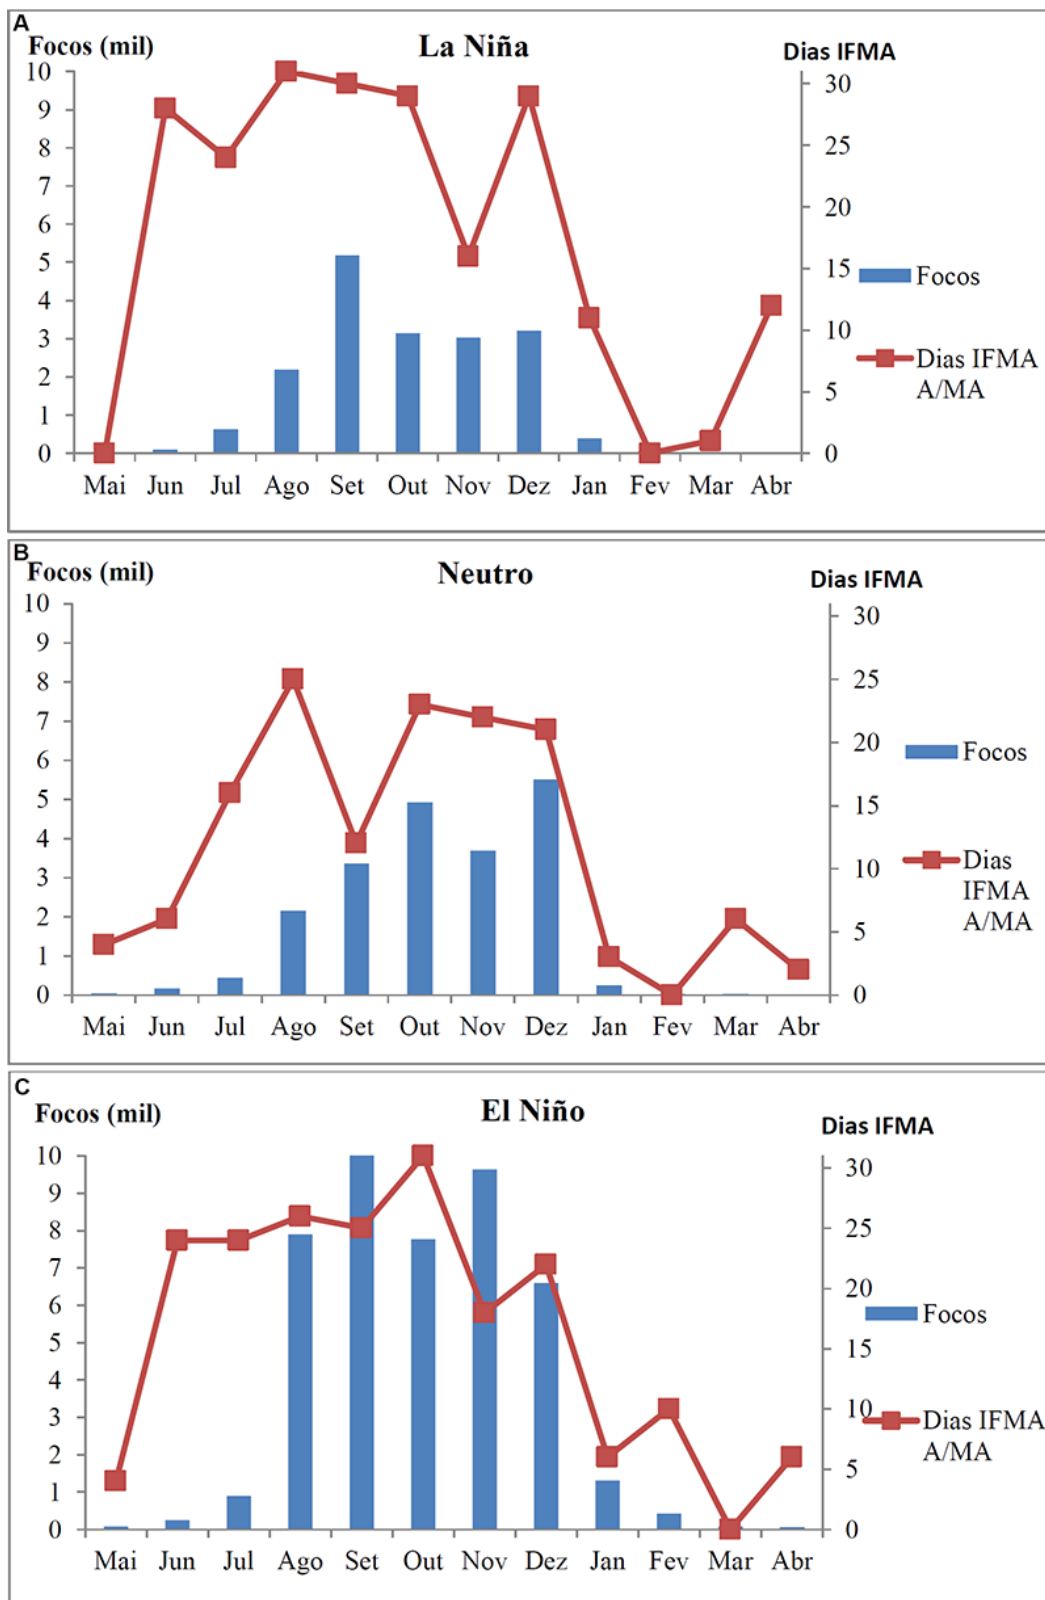 A
Focos (mil)
La Niña
Dias IFMA
10
9
8
7
6
5
4
3
2
1
0
30
25
20
15
10
5
0
Focos
Dias IFMA
A/MA
Mai Jun Jul Ago Set Out Nov Dez Jan Fev Mar Abr
B
Focos (mil)
Neutro
Dias IFMA
10
9
8
7
6
5
4
3
2
1
0
30
25
20
15
10
5
0
Focos
Dias
IFMA
A/MA
Mai Jun Jul Ago Set Out Nov Dez Jan Fev Mar Abr
C
Focos (mil)
El Niño
Dias IFMA
10
9
8
7
6
5
4
3
2
1
0
30
25
20
15
10
5
0
Focos
Dias IFMA
A/MA
Mai Jun Jul Ago Set Out Nov Dez Jan Fev Mar Abr